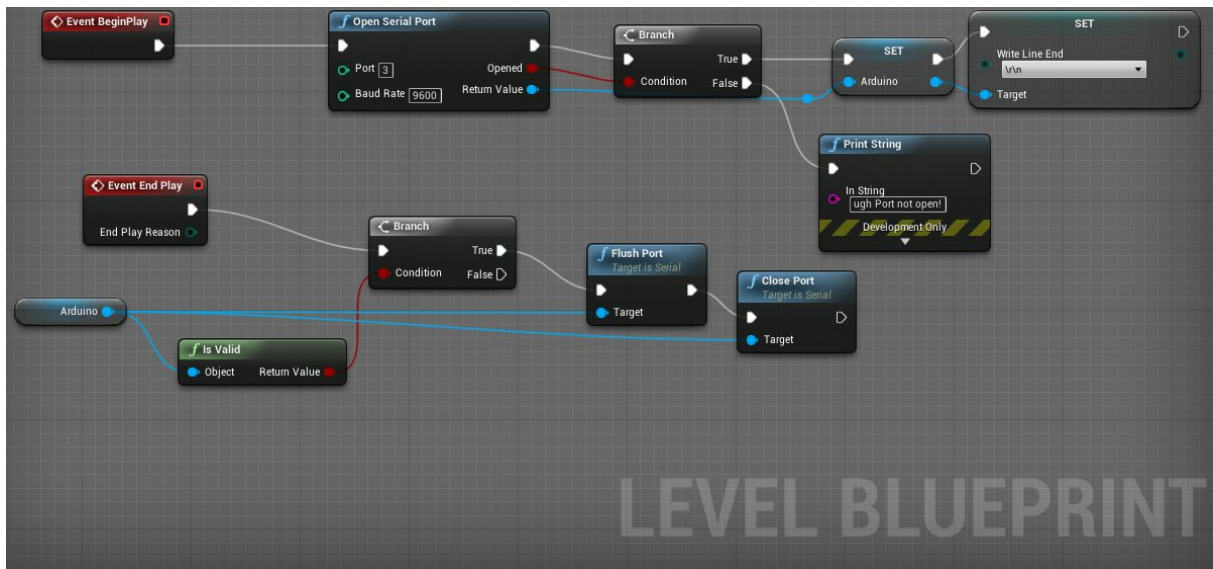 Event BeginPlay
Open Serial Port
Port 3
Opened
Baud Rate 9600
Return Value
Branch
True
Condition
False
SET
Arduino
SET
Write Line End
\r\n
Target
Print String
In String
ugh Port not open!
Development Only
Event End Play
End Play Reason
Branch
True
Condition
False
Flush Port
Target is Serial
Target
Close Port
Target is Serial
Target
Arduino
Is Valid
Object
Return Value
LEVEL BLUEPRINT